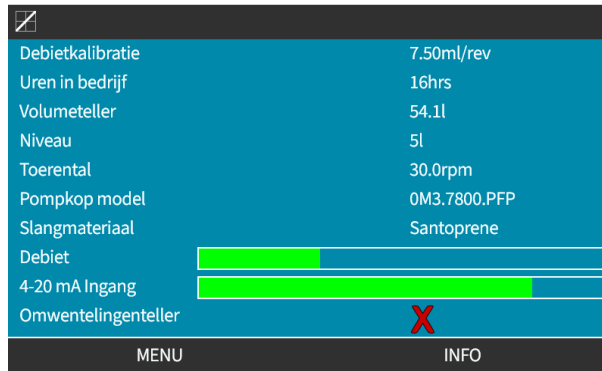 Debietkalibratie 7.50ml/rev
Uren in bedrijf 16hrs
Volumeteller 54.1l
Niveau 5l
Toerental 30.0rpm
Pompkop model 0M3.7800.PFP
Slangmateriaal Santoprene
Debiet
4-20 mA Ingang
Omwentelingenteller X
MENU INFO